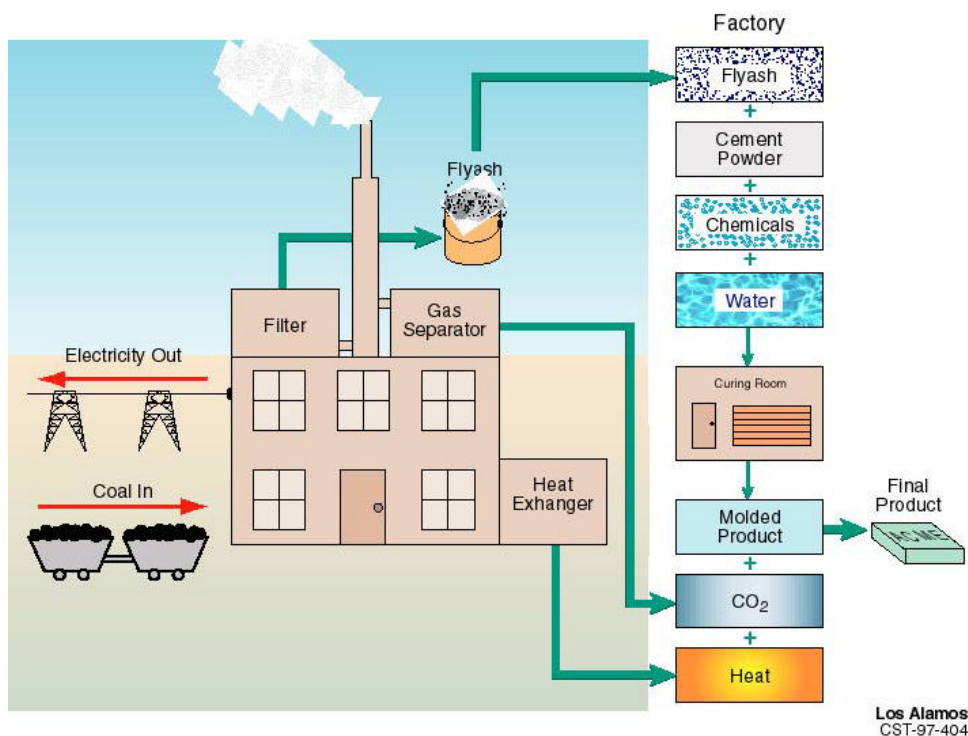 Factory
Flyash
+
Cement
Powder
+
Chemicals
+
Water
Curing Room
Molded
Product
+
CO₂
+
Heat
Final
Product
ACME
Flyash
Filter
Gas
Separator
Electricity Out
Coal In
Heat
Exhanger
Los Alamos
CST-97-404